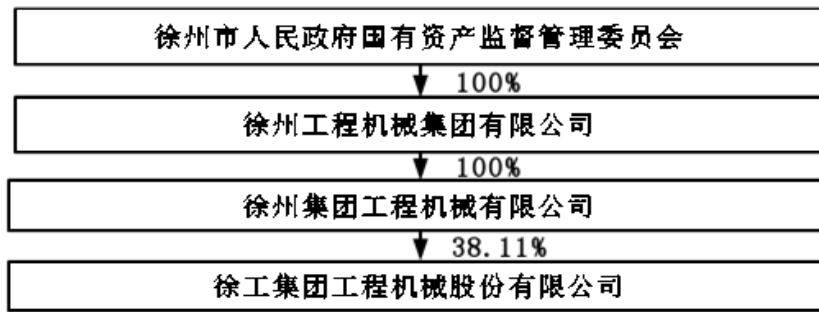 徐州市人民政府国有资产监督管理委员会
100%
徐州工程机械集团有限公司
100%
徐州集团工程机械有限公司
38.11%
徐工集团工程机械股份有限公司